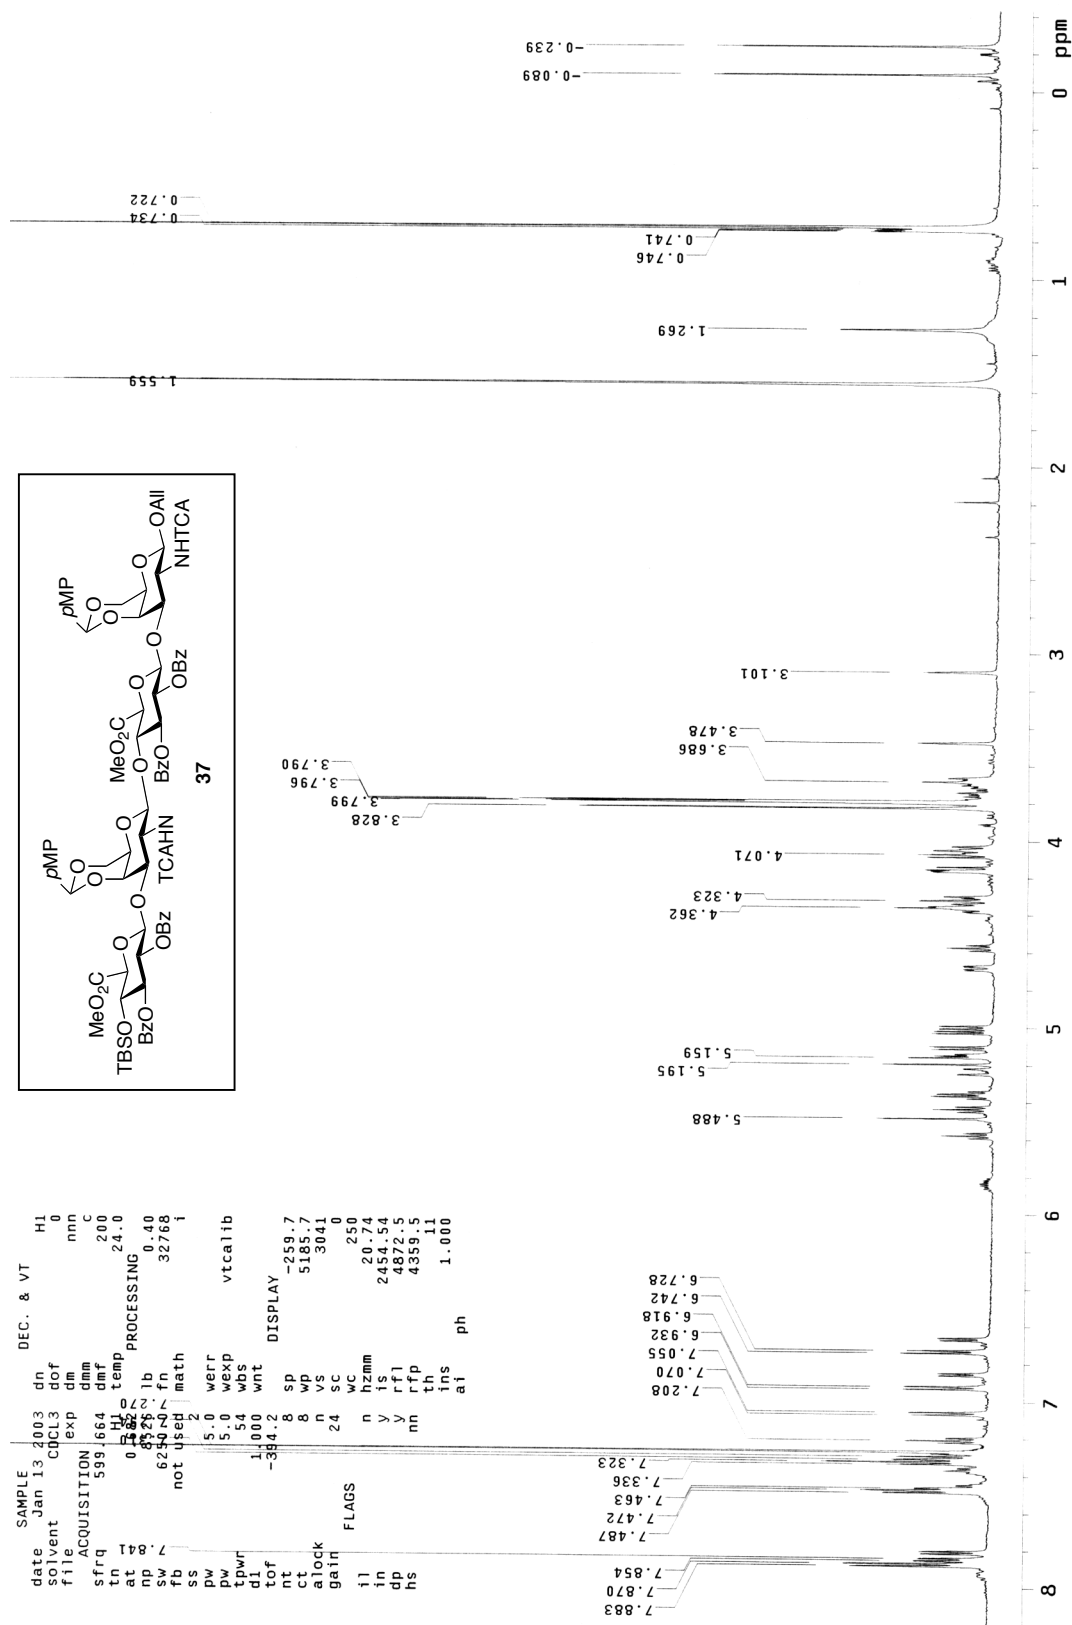 SAMPLE
date Jan 13 2003
solvent CDCL3
file exp
ACQUISITION
sfrq 599.664
tn H1
at
np
sw
fb not used
ss 2
pw 5.0
pw 5.0
tpwr 54
d1 1.000
tof -394.2
nt 8
ct 8
alock n
gain 24
FLAGS
il n
in y
dp y
hs nn
DEC. & VT
dn H1
dof 0
dm nnn
dmm c
dmf 200
temp 24.0
PROCESSING
lb 0.40
fn 32768
math i
werr
wexp vtcalib
wbs
wnt
DISPLAY
sp -259.7
wp 5185.7
vs 3041
sc 0
wc 250
hzmm 20.74
is 2454.54
rfl 4872.5
rfp 4359.5
th 11
ins 1.000
ai ph
MeO2C
TBSO
BzO
O
O
OBz
pMP
O
O
O
TCAHN
O
MeO2C
BzO
O
O
OBz
pMP
O
O
O
OAll
NHTCA
37
7.883
7.870
7.854
7.841
7.487
7.472
7.463
7.336
7.323
7.270
7.208
7.070
7.055
6.932
6.918
6.742
6.728
5.488
5.195
5.159
4.362
4.323
4.071
3.828
3.799
3.796
3.790
3.686
3.478
3.101
1.559
1.269
0.746
0.741
0.734
0.722
-0.089
-0.239
8
7
6
5
4
3
2
1
0
ppm